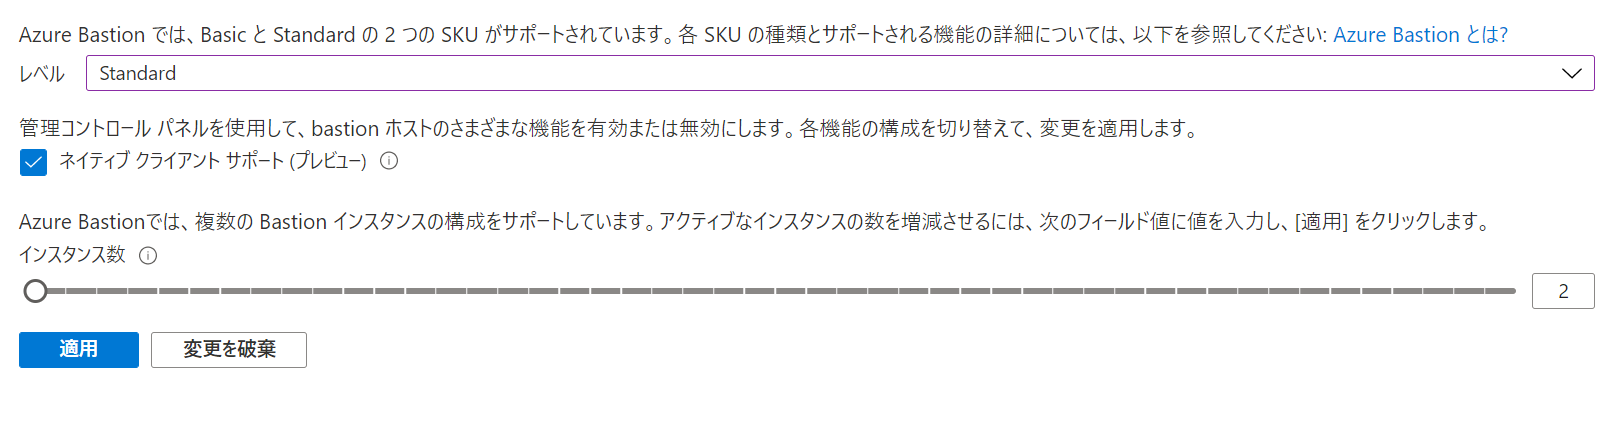 Azure Bastion では、Basic と Standard の 2 つの SKU がサポートされています。各 SKU の種類とサポートされる機能の詳細については、以下を参照してください: Azure Bastion とは?
レベル Standard
管理コントロール パネルを使用して、bastion ホストのさまざまな機能を有効または無効にします。各機能の構成を切り替えて、変更を適用します。
ネイティブ クライアント サポート (プレビュー)
Azure Bastionでは、複数の Bastion インスタンスの構成をサポートしています。アクティブなインスタンスの数を増減させるには、次のフィールド値に値を入力し、[適用] をクリックします。
インスタンス数
2
適用 変更を破棄